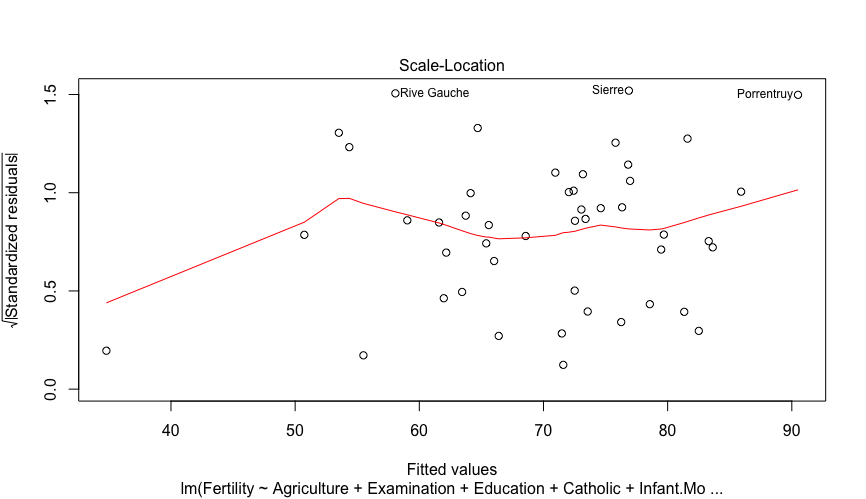 Scale-Location
√|Standardized residuals|
1.5
1.0
0.5
0.0
Rive Gauche
Sierre
Porrentruy
40 50 60 70 80 90
Fitted values
lm(Fertility ~ Agriculture + Examination + Education + Catholic + Infant.Mo ...